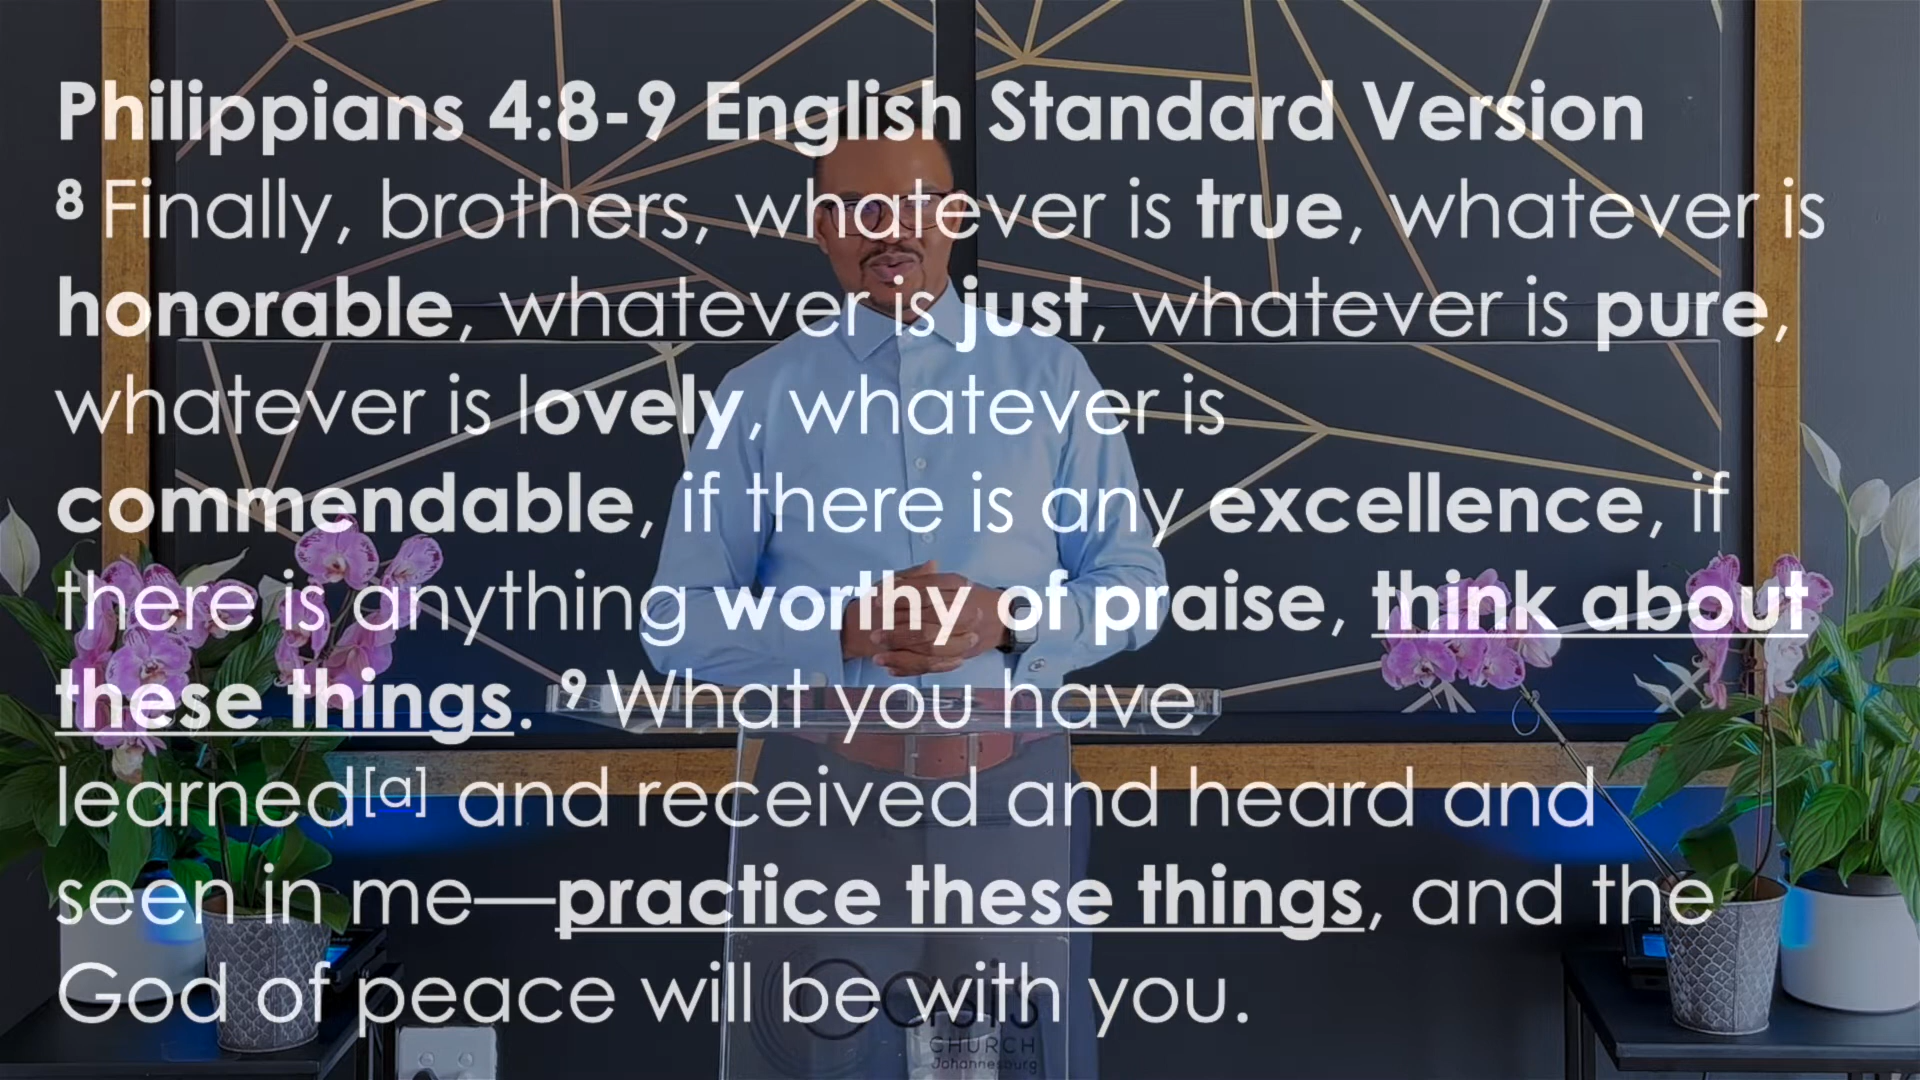 Philippians 4:8-9 English Standard Version
8 Finally, brothers, whatever is true, whatever is
honorable, whatever is just, whatever is pure,
whatever is lovely, whatever is
commendable, if there is any excellence, if
there is anything worthy of praise, think about
these things. 9 What you have
learned[a] and received and heard and
seen in me—practice these things, and the
God of peace will be with you.
Oasis
CHURCH
Johannesburg